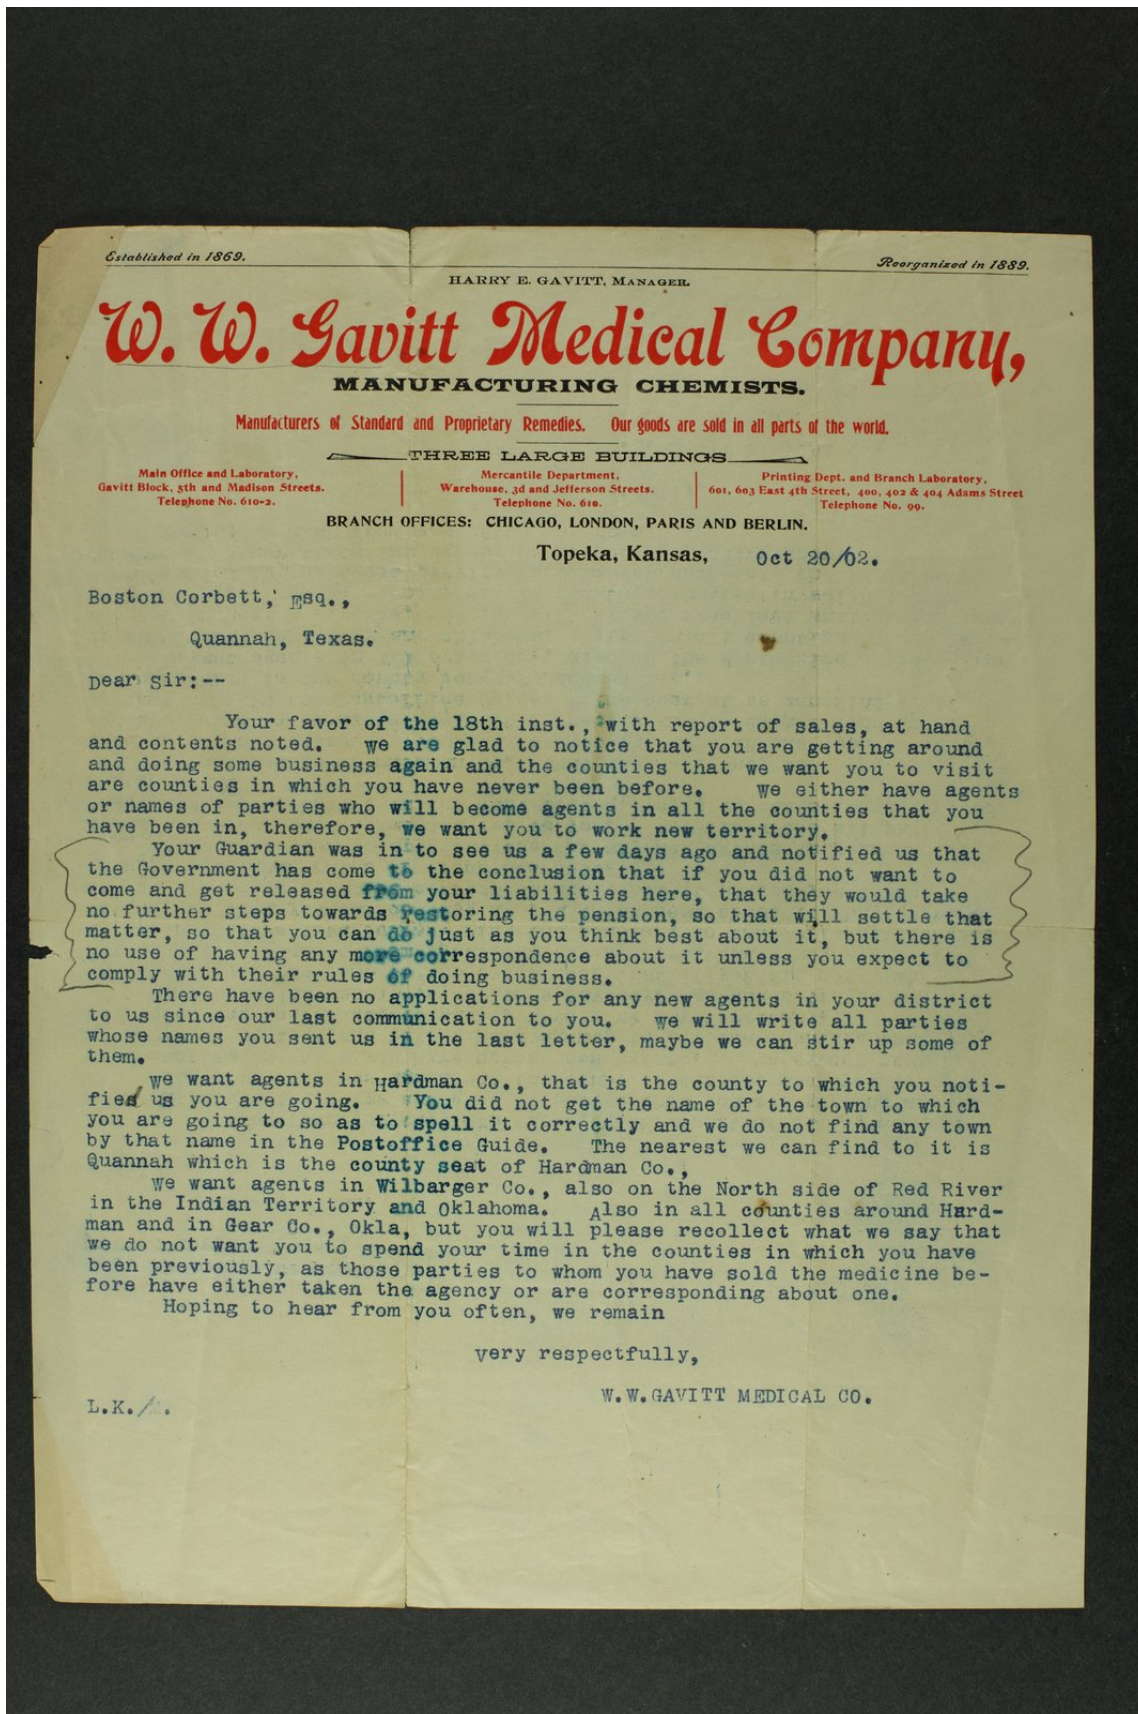 Established in 1869.
Reorganized in 1889.
HARRY E. GAVITT, MANAGER.
W. W. Gavitt Medical Company,
MANUFACTURING CHEMISTS.
Manufacturers of Standard and Proprietary Remedies. Our goods are sold in all parts of the world.
THREE LARGE BUILDINGS
Main Office and Laboratory,
Gavitt Block, 5th and Madison Streets.
Telephone No. 610-2.
Mercantile Department,
Warehouse, 3d and Jefferson Streets.
Telephone No. 610.
Printing Dept. and Branch Laboratory,
601, 603 East 4th Street, 400, 402 & 404 Adams Street
Telephone No. 99.
BRANCH OFFICES: CHICAGO, LONDON, PARIS AND BERLIN.
Topeka, Kansas, Oct 20/02.
Boston Corbett,' Esq.,
Quannah, Texas.
Dear Sir:--
Your favor of the 18th inst., with report of sales, at hand
and contents noted. We are glad to notice that you are getting around
and doing some business again and the counties that we want you to visit
are counties in which you have never been before. We either have agents
or names of parties who will become agents in all the counties that you
have been in, therefore, we want you to work new territory.
Your Guardian was in to see us a few days ago and notified us that
the Government has come to the conclusion that if you did not want to
come and get released from your liabilities here, that they would take
no further steps towards restoring the pension, so that will settle that
matter, so that you can do just as you think best about it, but there is
no use of having any more correspondence about it unless you expect to
comply with their rules of doing business.
There have been no applications for any new agents in your district
to us since our last communication to you. We will write all parties
whose names you sent us in the last letter, maybe we can stir up some of
them.
We want agents in Hardman Co., that is the county to which you noti-
fied us you are going. You did not get the name of the town to which
you are going to so as to spell it correctly and we do not find any town
by that name in the Postoffice Guide. The nearest we can find to it is
Quannah which is the county seat of Hardman Co.,
We want agents in Wilbarger Co., also on the North side of Red River
in the Indian Territory and Oklahoma. Also in all counties around Hard-
man and in Gear Co., Okla, but you will please recollect what we say that
we do not want you to spend your time in the counties in which you have
been previously, as those parties to whom you have sold the medicine be-
fore have either taken the agency or are corresponding about one.
Hoping to hear from you often, we remain
Very respectfully,
W.W.GAVITT MEDICAL CO.
L.K./